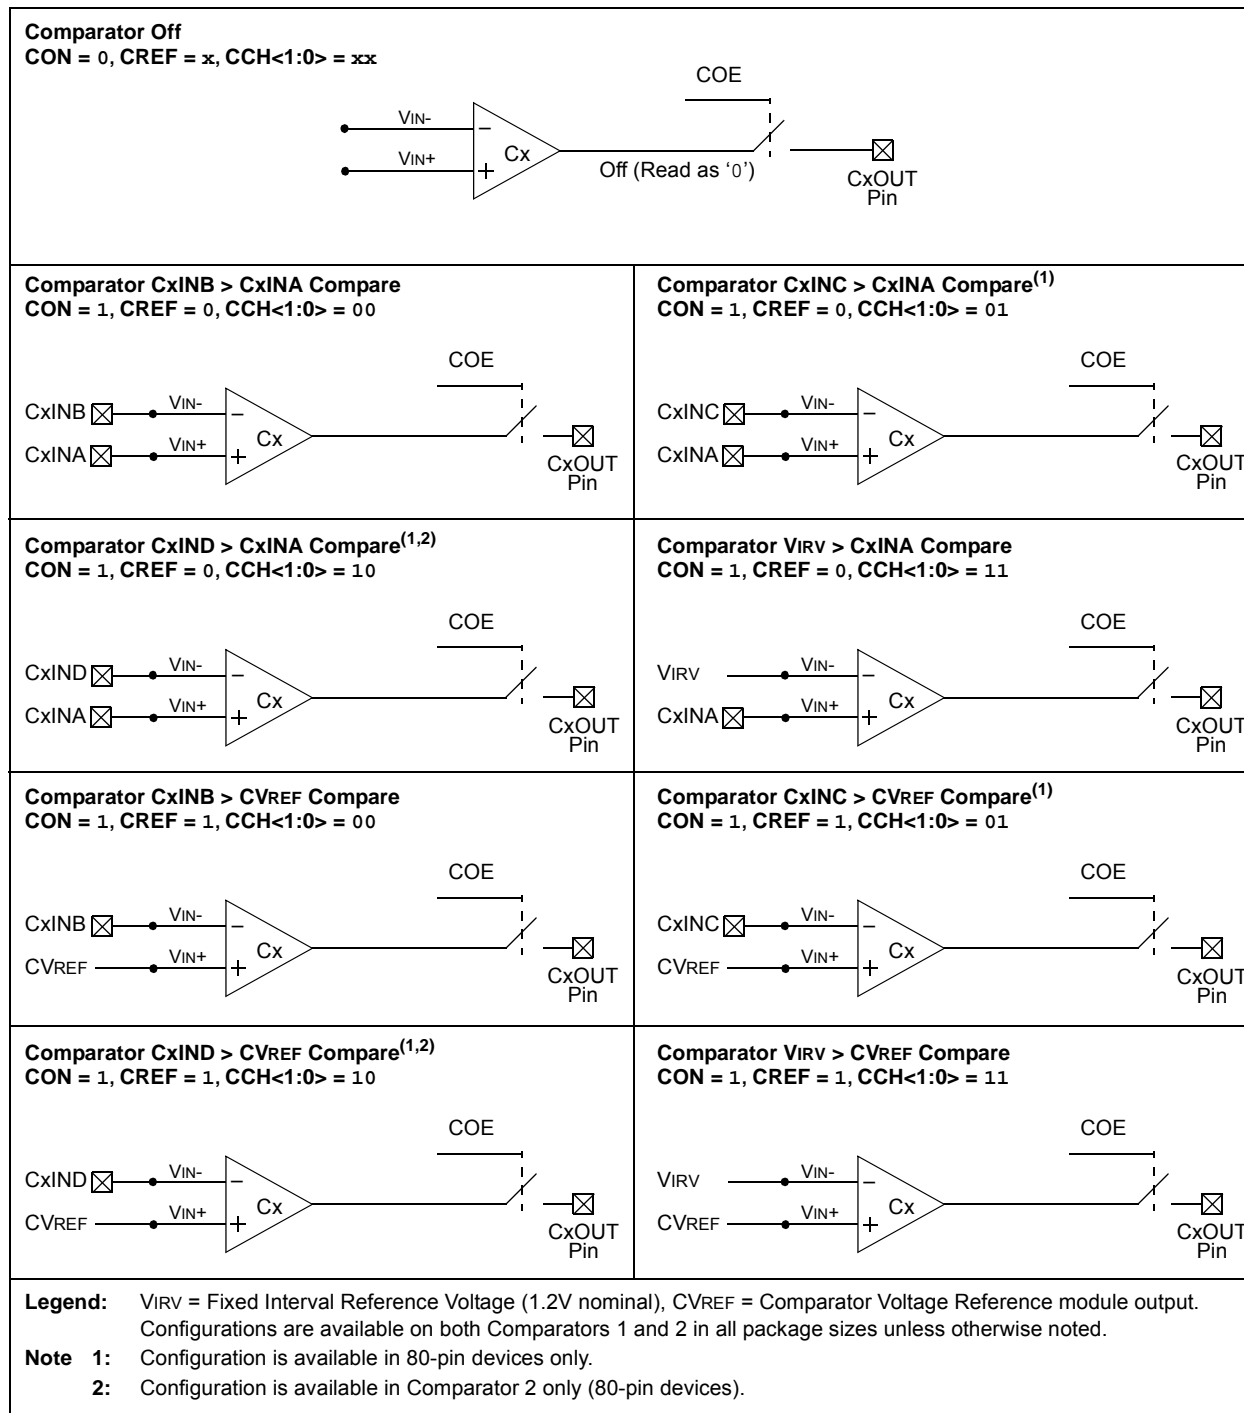 Comparator Off
CON = 0, CREF = x, CCH<1:0> = xx
COE
VIN-
VIN+
−
+
Cx
Off (Read as ‘0’)
CxOUT
Pin
Comparator CxINB > CxINA Compare
CON = 1, CREF = 0, CCH<1:0> = 00
COE
CxINB
VIN-
−
CxINA
VIN+
+
Cx
CxOUT
Pin
Comparator CxINC > CxINA Compare(1)
CON = 1, CREF = 0, CCH<1:0> = 01
COE
CxINC
VIN-
−
CxINA
VIN+
+
Cx
CxOUT
Pin
Comparator CxIND > CxINA Compare(1,2)
CON = 1, CREF = 0, CCH<1:0> = 10
COE
CxIND
VIN-
−
CxINA
VIN+
+
Cx
CxOUT
Pin
Comparator VIRV > CxINA Compare
CON = 1, CREF = 0, CCH<1:0> = 11
COE
VIRV
VIN-
−
CxINA
VIN+
+
Cx
CxOUT
Pin
Comparator CxINB > CVREF Compare
CON = 1, CREF = 1, CCH<1:0> = 00
COE
CxINB
VIN-
−
CVREF
VIN+
+
Cx
CxOUT
Pin
Comparator CxINC > CVREF Compare(1)
CON = 1, CREF = 1, CCH<1:0> = 01
COE
CxINC
VIN-
−
CVREF
VIN+
+
Cx
CxOUT
Pin
Comparator CxIND > CVREF Compare(1,2)
CON = 1, CREF = 1, CCH<1:0> = 10
COE
CxIND
VIN-
−
CVREF
VIN+
+
Cx
CxOUT
Pin
Comparator VIRV > CVREF Compare
CON = 1, CREF = 1, CCH<1:0> = 11
COE
VIRV
VIN-
−
CVREF
VIN+
+
Cx
CxOUT
Pin
Legend: VIRV = Fixed Interval Reference Voltage (1.2V nominal), CVREF = Comparator Voltage Reference module output.
Configurations are available on both Comparators 1 and 2 in all package sizes unless otherwise noted.
Note 1: Configuration is available in 80-pin devices only.
2: Configuration is available in Comparator 2 only (80-pin devices).